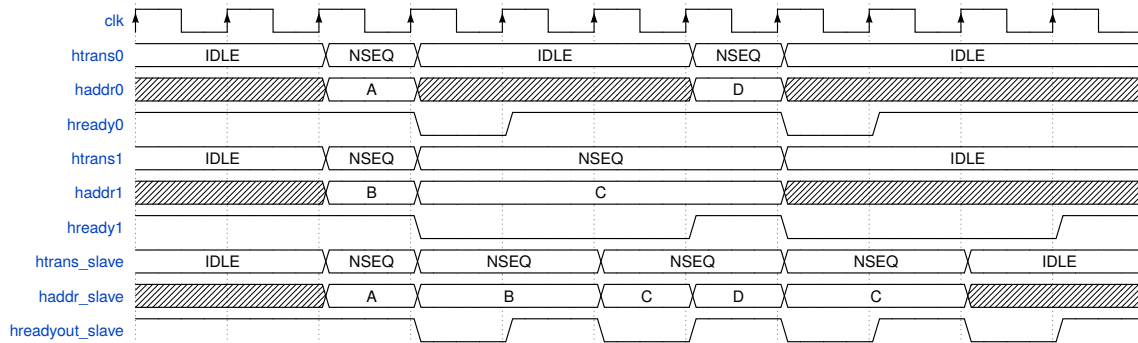 clk
htrans0 IDLE NSEQ IDLE NSEQ IDLE
haddr0 A D
hready0
htrans1 IDLE NSEQ NSEQ IDLE
haddr1 B C
hready1
htrans_slave IDLE NSEQ NSEQ NSEQ NSEQ IDLE
haddr_slave A B C D C
hreadyout_slave